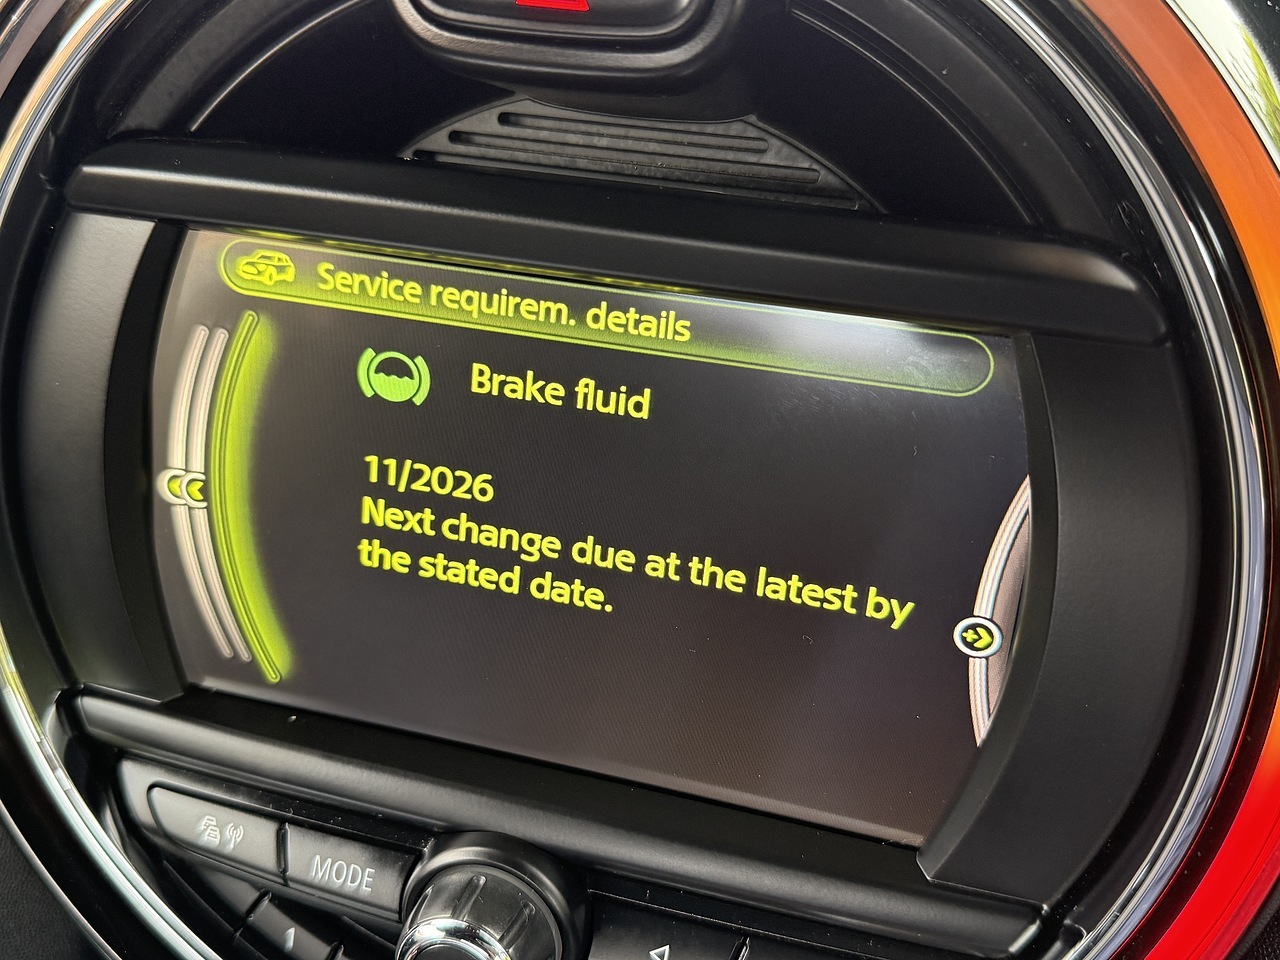 Service requirem. details
Brake fluid
11/2026
Next change due at the latest by
the stated date.
MODE